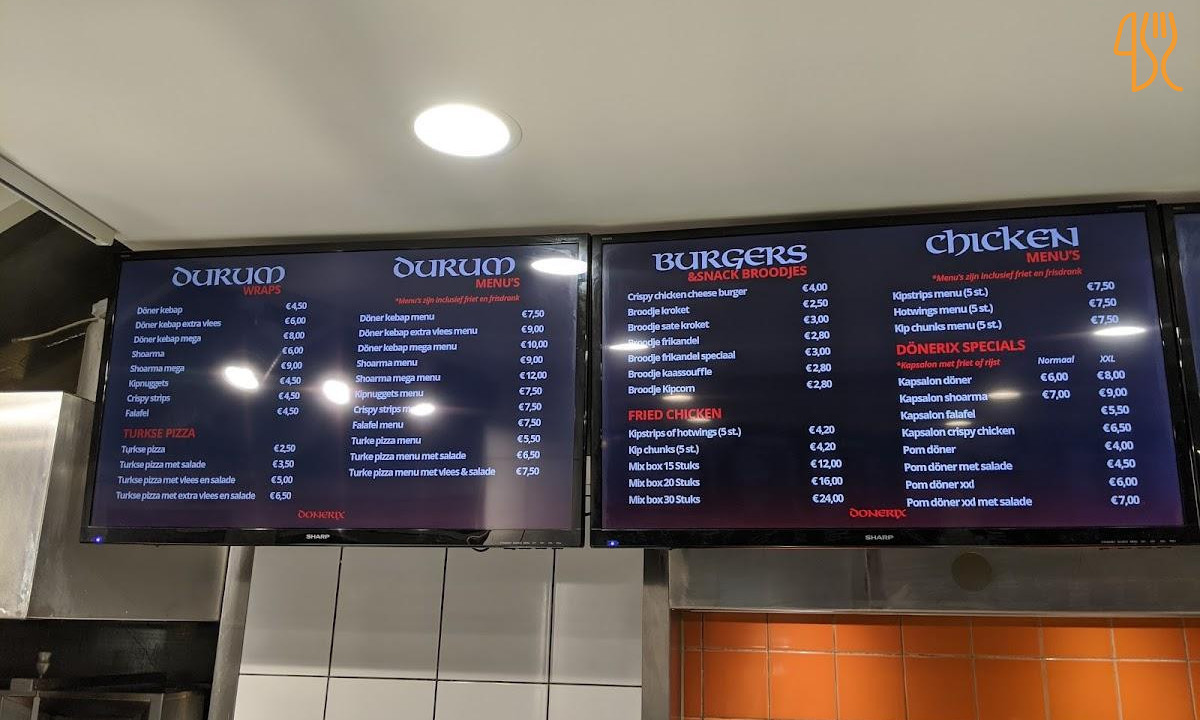 DURUM
WRAPS
Döner kebap €4,50
Döner kebap extra vlees €6,00
Döner kebap mega €8,00
Shoarma €6,00
Shoarma mega €9,00
Kipnuggets €4,50
Crispy strips €4,50
Falafel €4,50
TURKSE PIZZA
Turkse pizza €2,50
Turkse pizza met salade €3,50
Turkse pizza met vlees en salade €5,00
Turkse pizza met extra vlees en salade €6,50
DURUM
MENU'S
*Menu's zijn inclusief friet en frisdrank
Döner kebap menu €7,50
Döner kebap extra vlees menu €9,00
Döner kebap mega menu €10,00
Shoarma menu €9,00
Shoarma mega menu €12,00
Kipnuggets menu €7,50
Crispy strips menu €7,50
Falafel menu €7,50
Turke pizza menu €5,50
Turke pizza menu met salade €6,50
Turke pizza menu met vlees & salade €7,50
DONERIX
SHARP
BURGERS
&SNACK BROODJES
Crispy chicken cheese burger €4,00
Broodje kroket €2,50
Broodje sate kroket €3,00
Broodje frikandel €2,80
Broodje frikandel speciaal €3,00
Broodje kaassouffle €2,80
Broodje Kipcorn €2,80
FRIED CHICKEN
Kipstrips of hotwings (5 st.) €4,20
Kip chunks (5 st.) €4,20
Mix box 15 Stuks €12,00
Mix box 20 Stuks €16,00
Mix box 30 Stuks €24,00
CHICKEN
MENU'S
*Menu's zijn inclusief friet en frisdrank
Kipstrips menu (5 st.) €7,50
Hotwings menu (5 st.) €7,50
Kip chunks menu (5 st.) €7,50
DÖNERIX SPECIALS
*Kapsalon met friet of rijst Normaal XXL
Kapsalon döner €6,00 €8,00
Kapsalon shoarma €7,00 €9,00
Kapsalon falafel €5,50
Kapsalon crispy chicken €6,50
Pom döner €4,00
Pom döner met salade €4,50
Pom döner xxl €6,00
Pom döner xxl met salade €7,00
DONERIX
SHARP